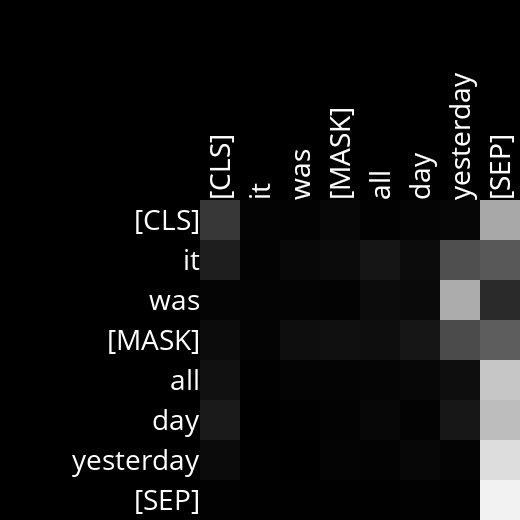 [CLS] it was [MASK] all day yesterday [SEP]
[CLS]
it
was
[MASK]
all
day
yesterday
[SEP]